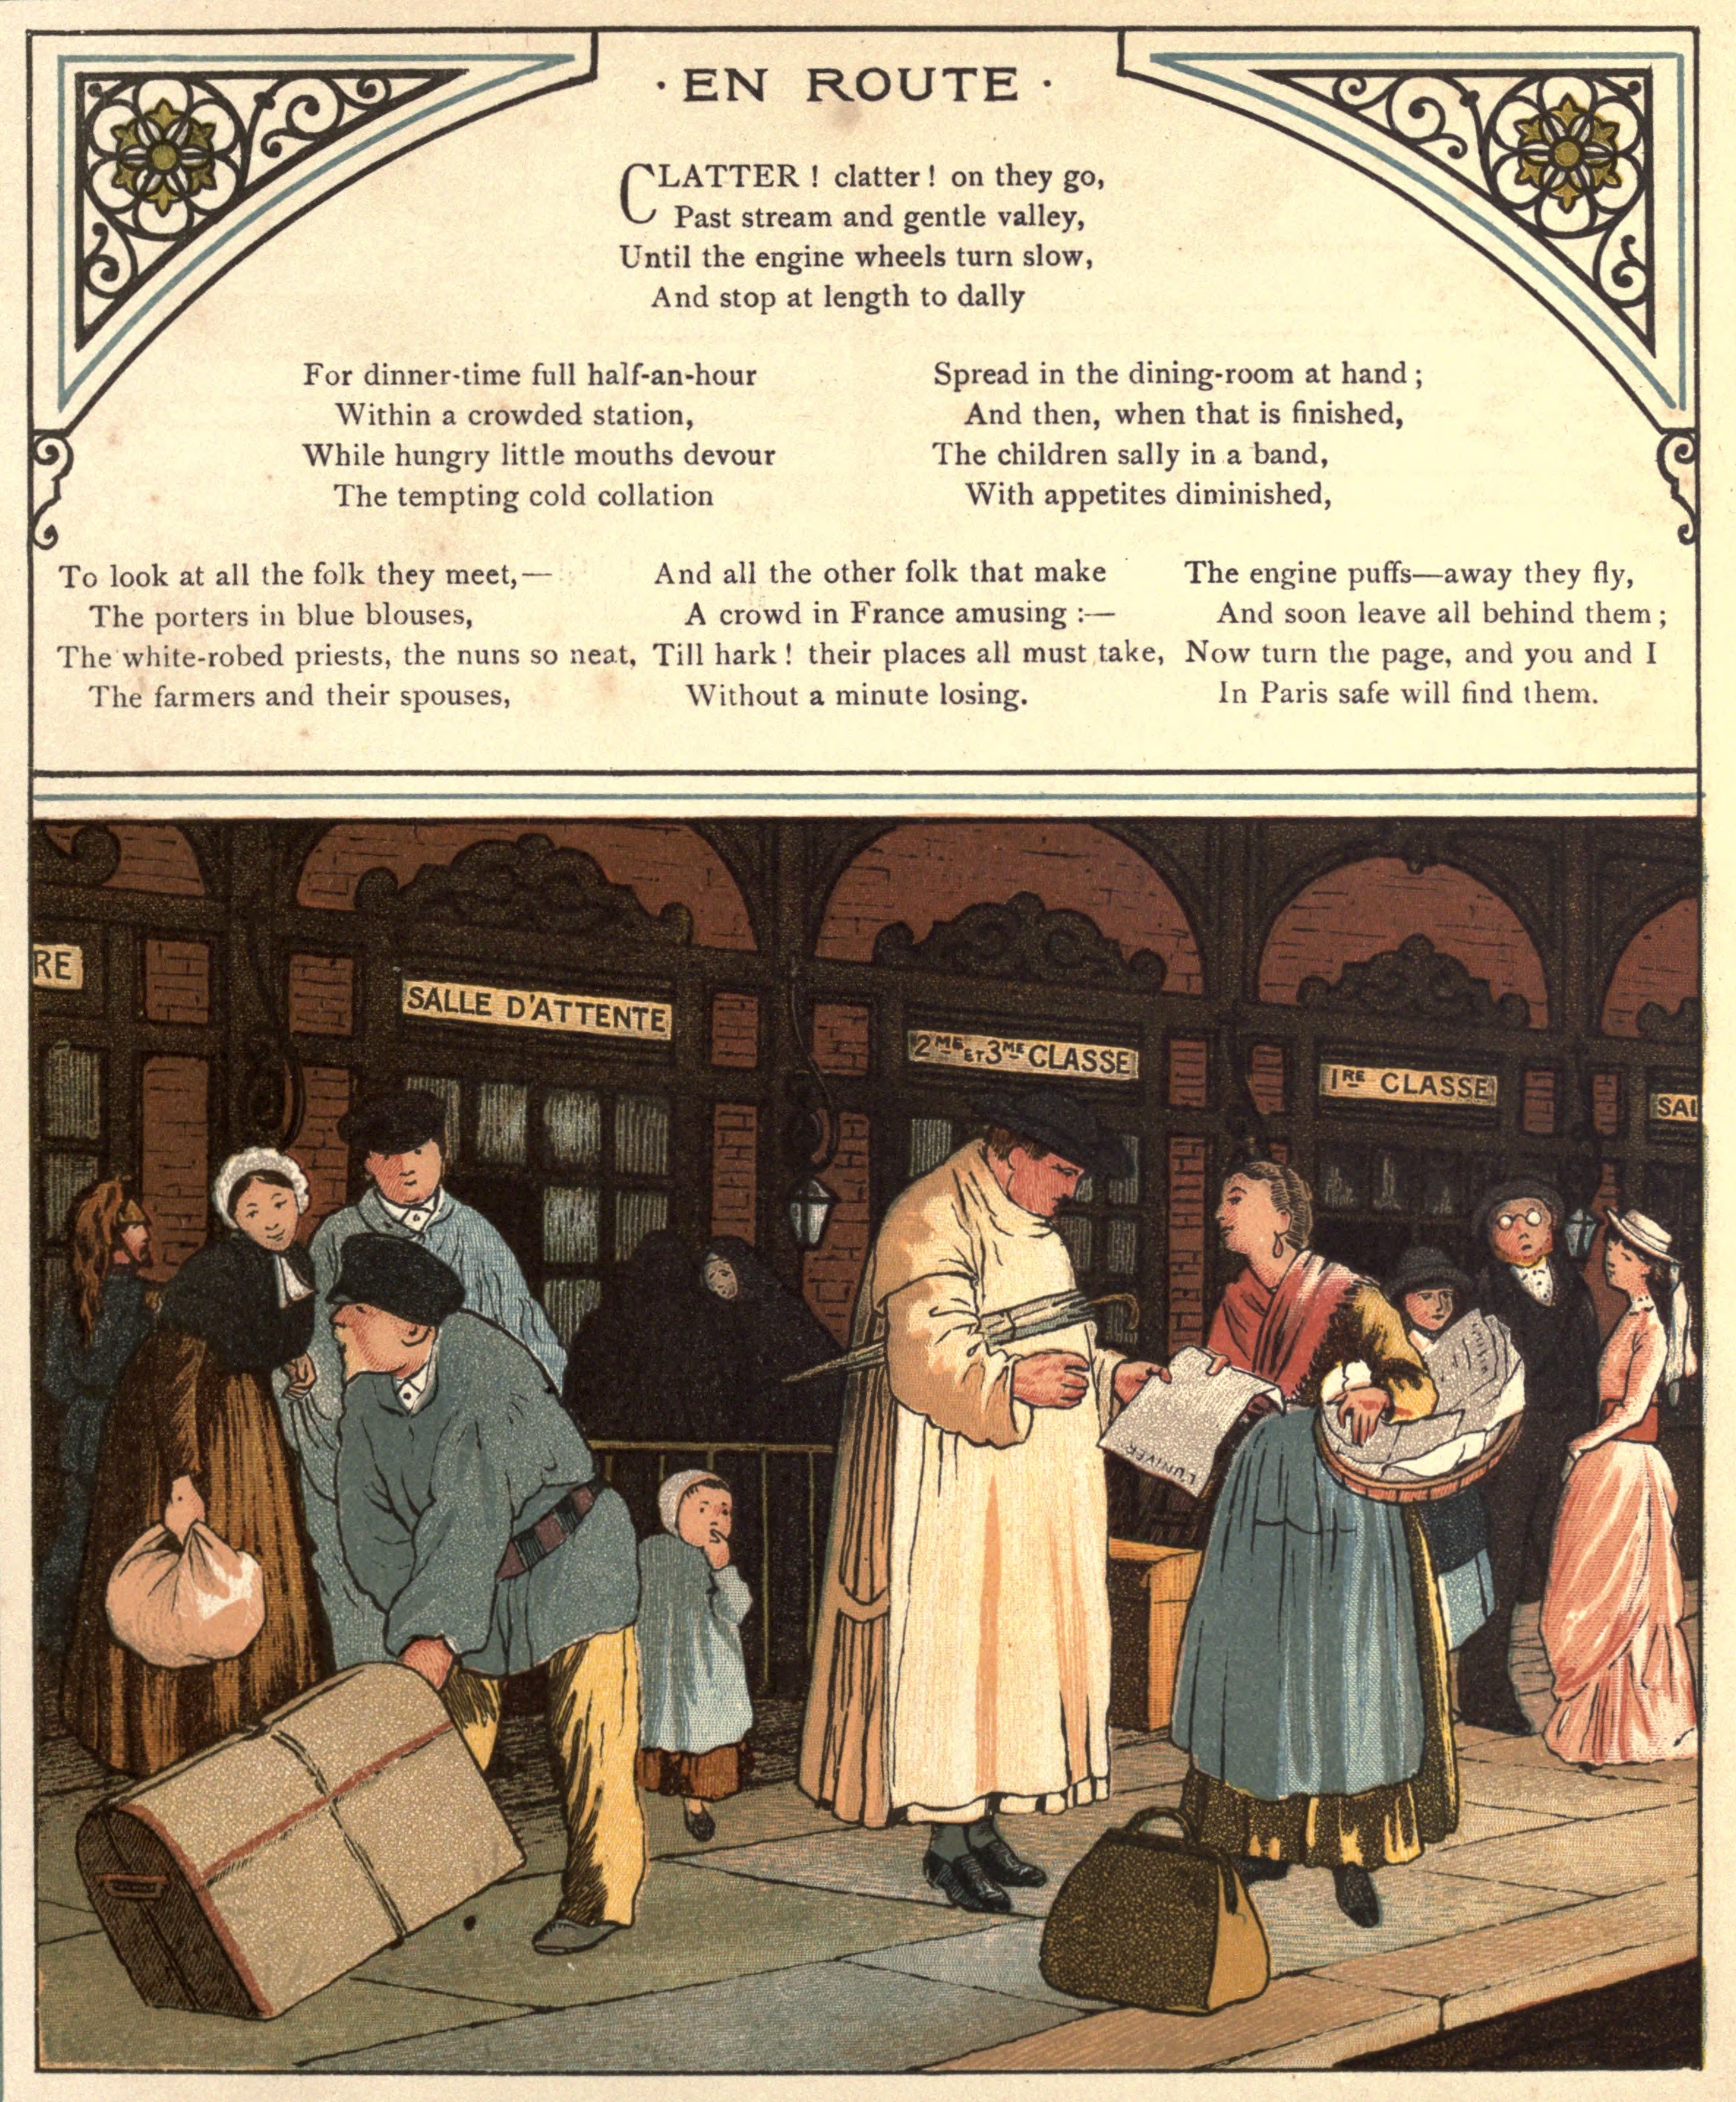 · EN ROUTE ·
CLATTER ! clatter ! on they go,
Past stream and gentle valley,
Until the engine wheels turn slow,
And stop at length to dally
For dinner-time full half-an-hour
Within a crowded station,
While hungry little mouths devour
The tempting cold collation
Spread in the dining-room at hand ;
And then, when that is finished,
The children sally in a band,
With appetites diminished,
To look at all the folk they meet,—
The porters in blue blouses,
The white-robed priests, the nuns so neat,
The farmers and their spouses,
And all the other folk that make
A crowd in France amusing :—
Till hark ! their places all must take,
Without a minute losing.
The engine puffs—away they fly,
And soon leave all behind them ;
Now turn the page, and you and I
In Paris safe will find them.
RE
SALLE D'ATTENTE
2ME ET 3ME CLASSE
1RE CLASSE
SAL
L'UNIVER